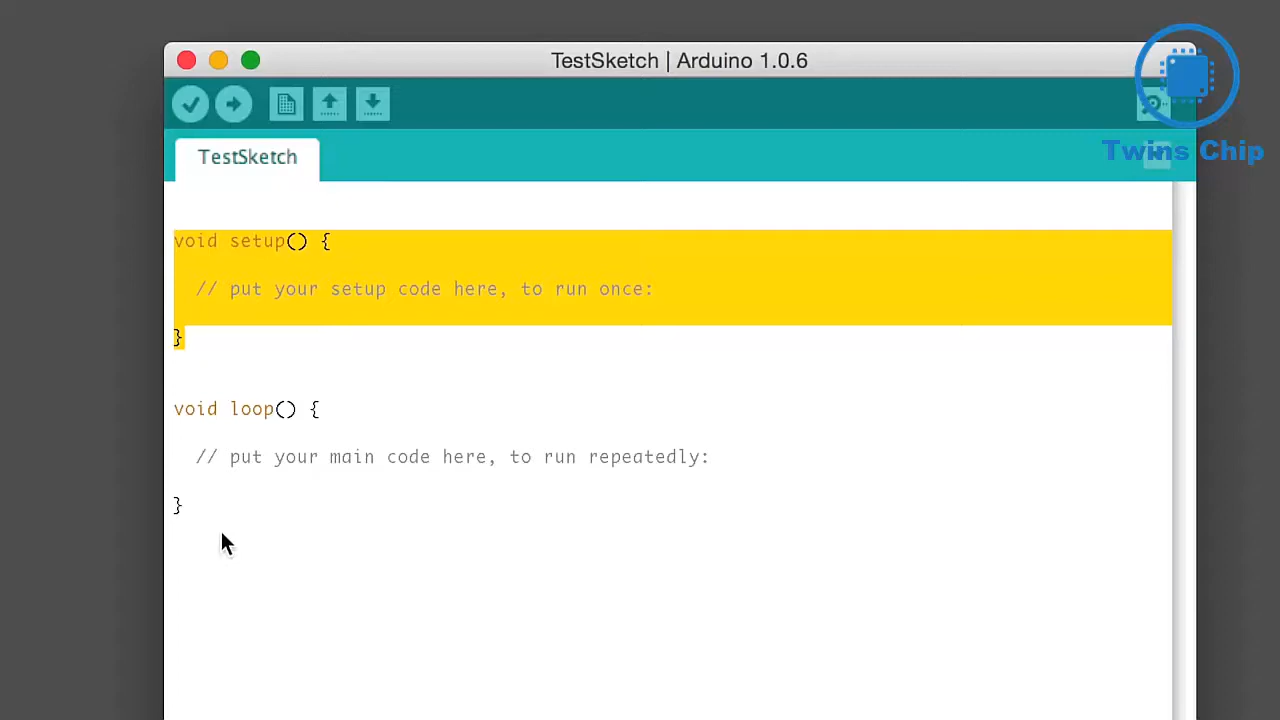 TestSketch | Arduino 1.0.6
Twins Chip
TestSketch
void setup() {
// put your setup code here, to run once:
}
void loop() {
// put your main code here, to run repeatedly:
}